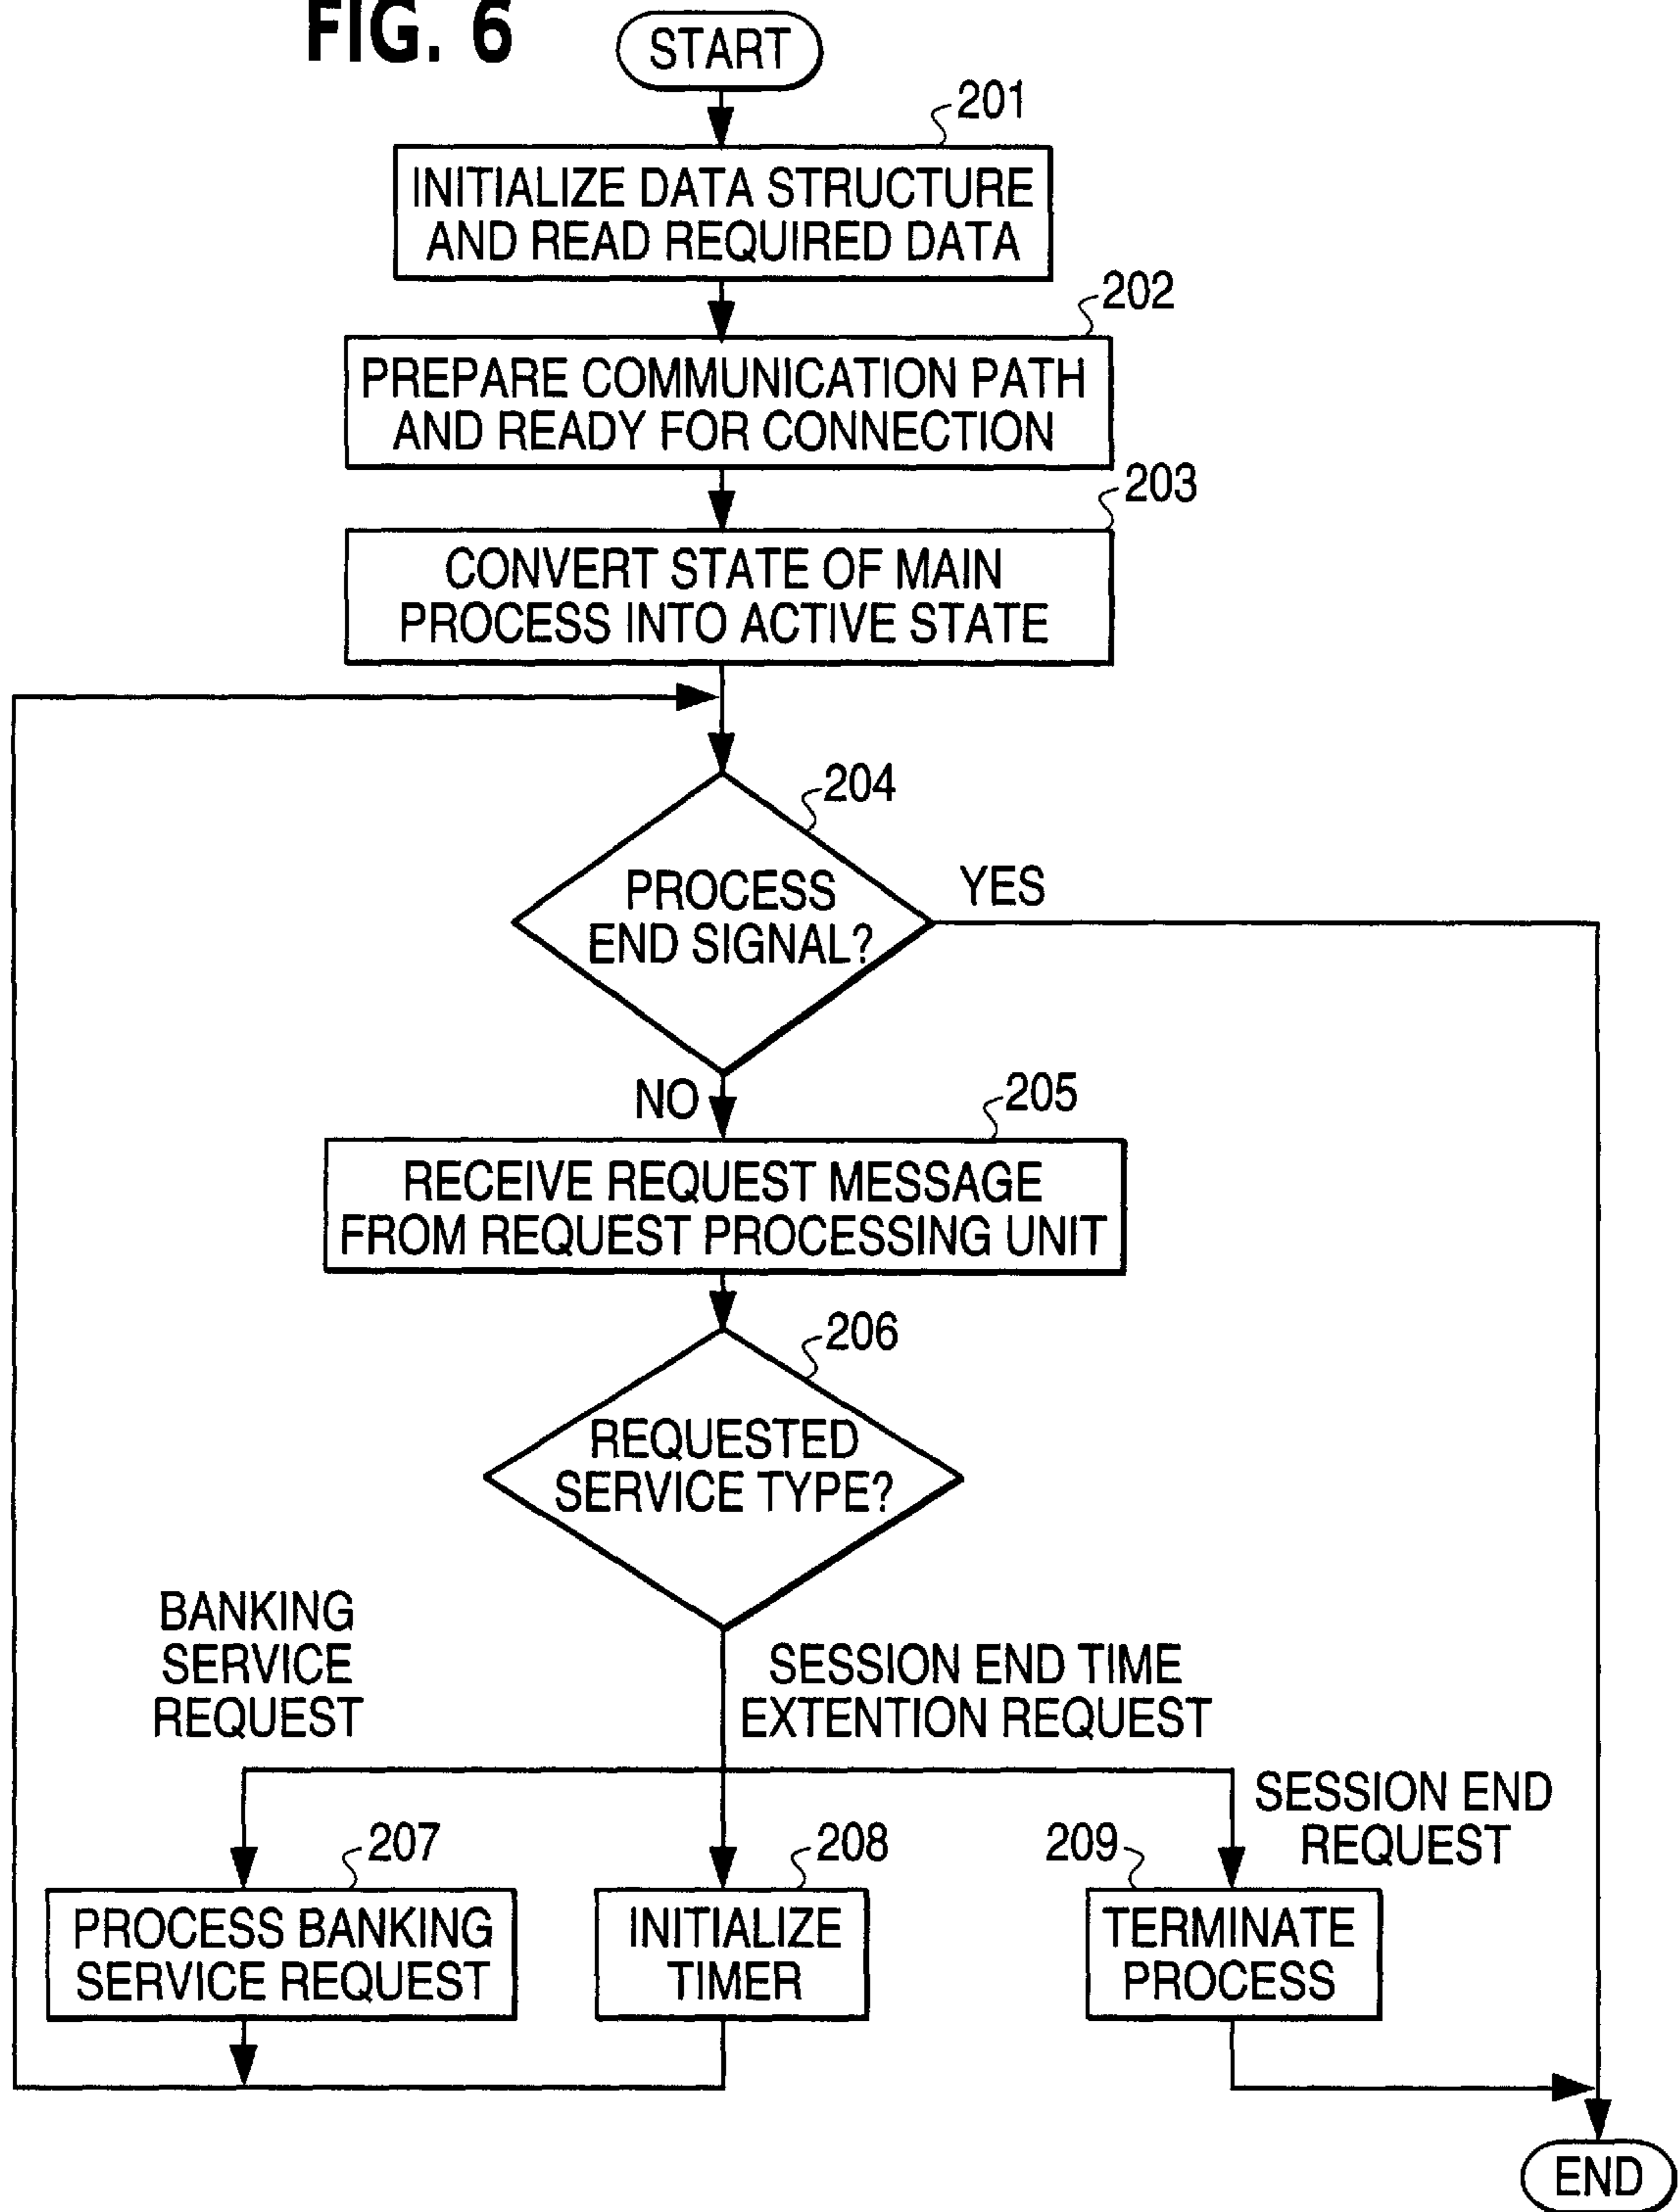 FIG. 6
START
201
INITIALIZE DATA STRUCTURE
AND READ REQUIRED DATA
202
PREPARE COMMUNICATION PATH
AND READY FOR CONNECTION
203
CONVERT STATE OF MAIN
PROCESS INTO ACTIVE STATE
204
PROCESS
END SIGNAL?
YES
NO
205
RECEIVE REQUEST MESSAGE
FROM REQUEST PROCESSING UNIT
206
REQUESTED
SERVICE TYPE?
BANKING
SERVICE
REQUEST
SESSION END TIME
EXTENTION REQUEST
SESSION END
REQUEST
207
PROCESS BANKING
SERVICE REQUEST
208
INITIALIZE
TIMER
209
TERMINATE
PROCESS
END